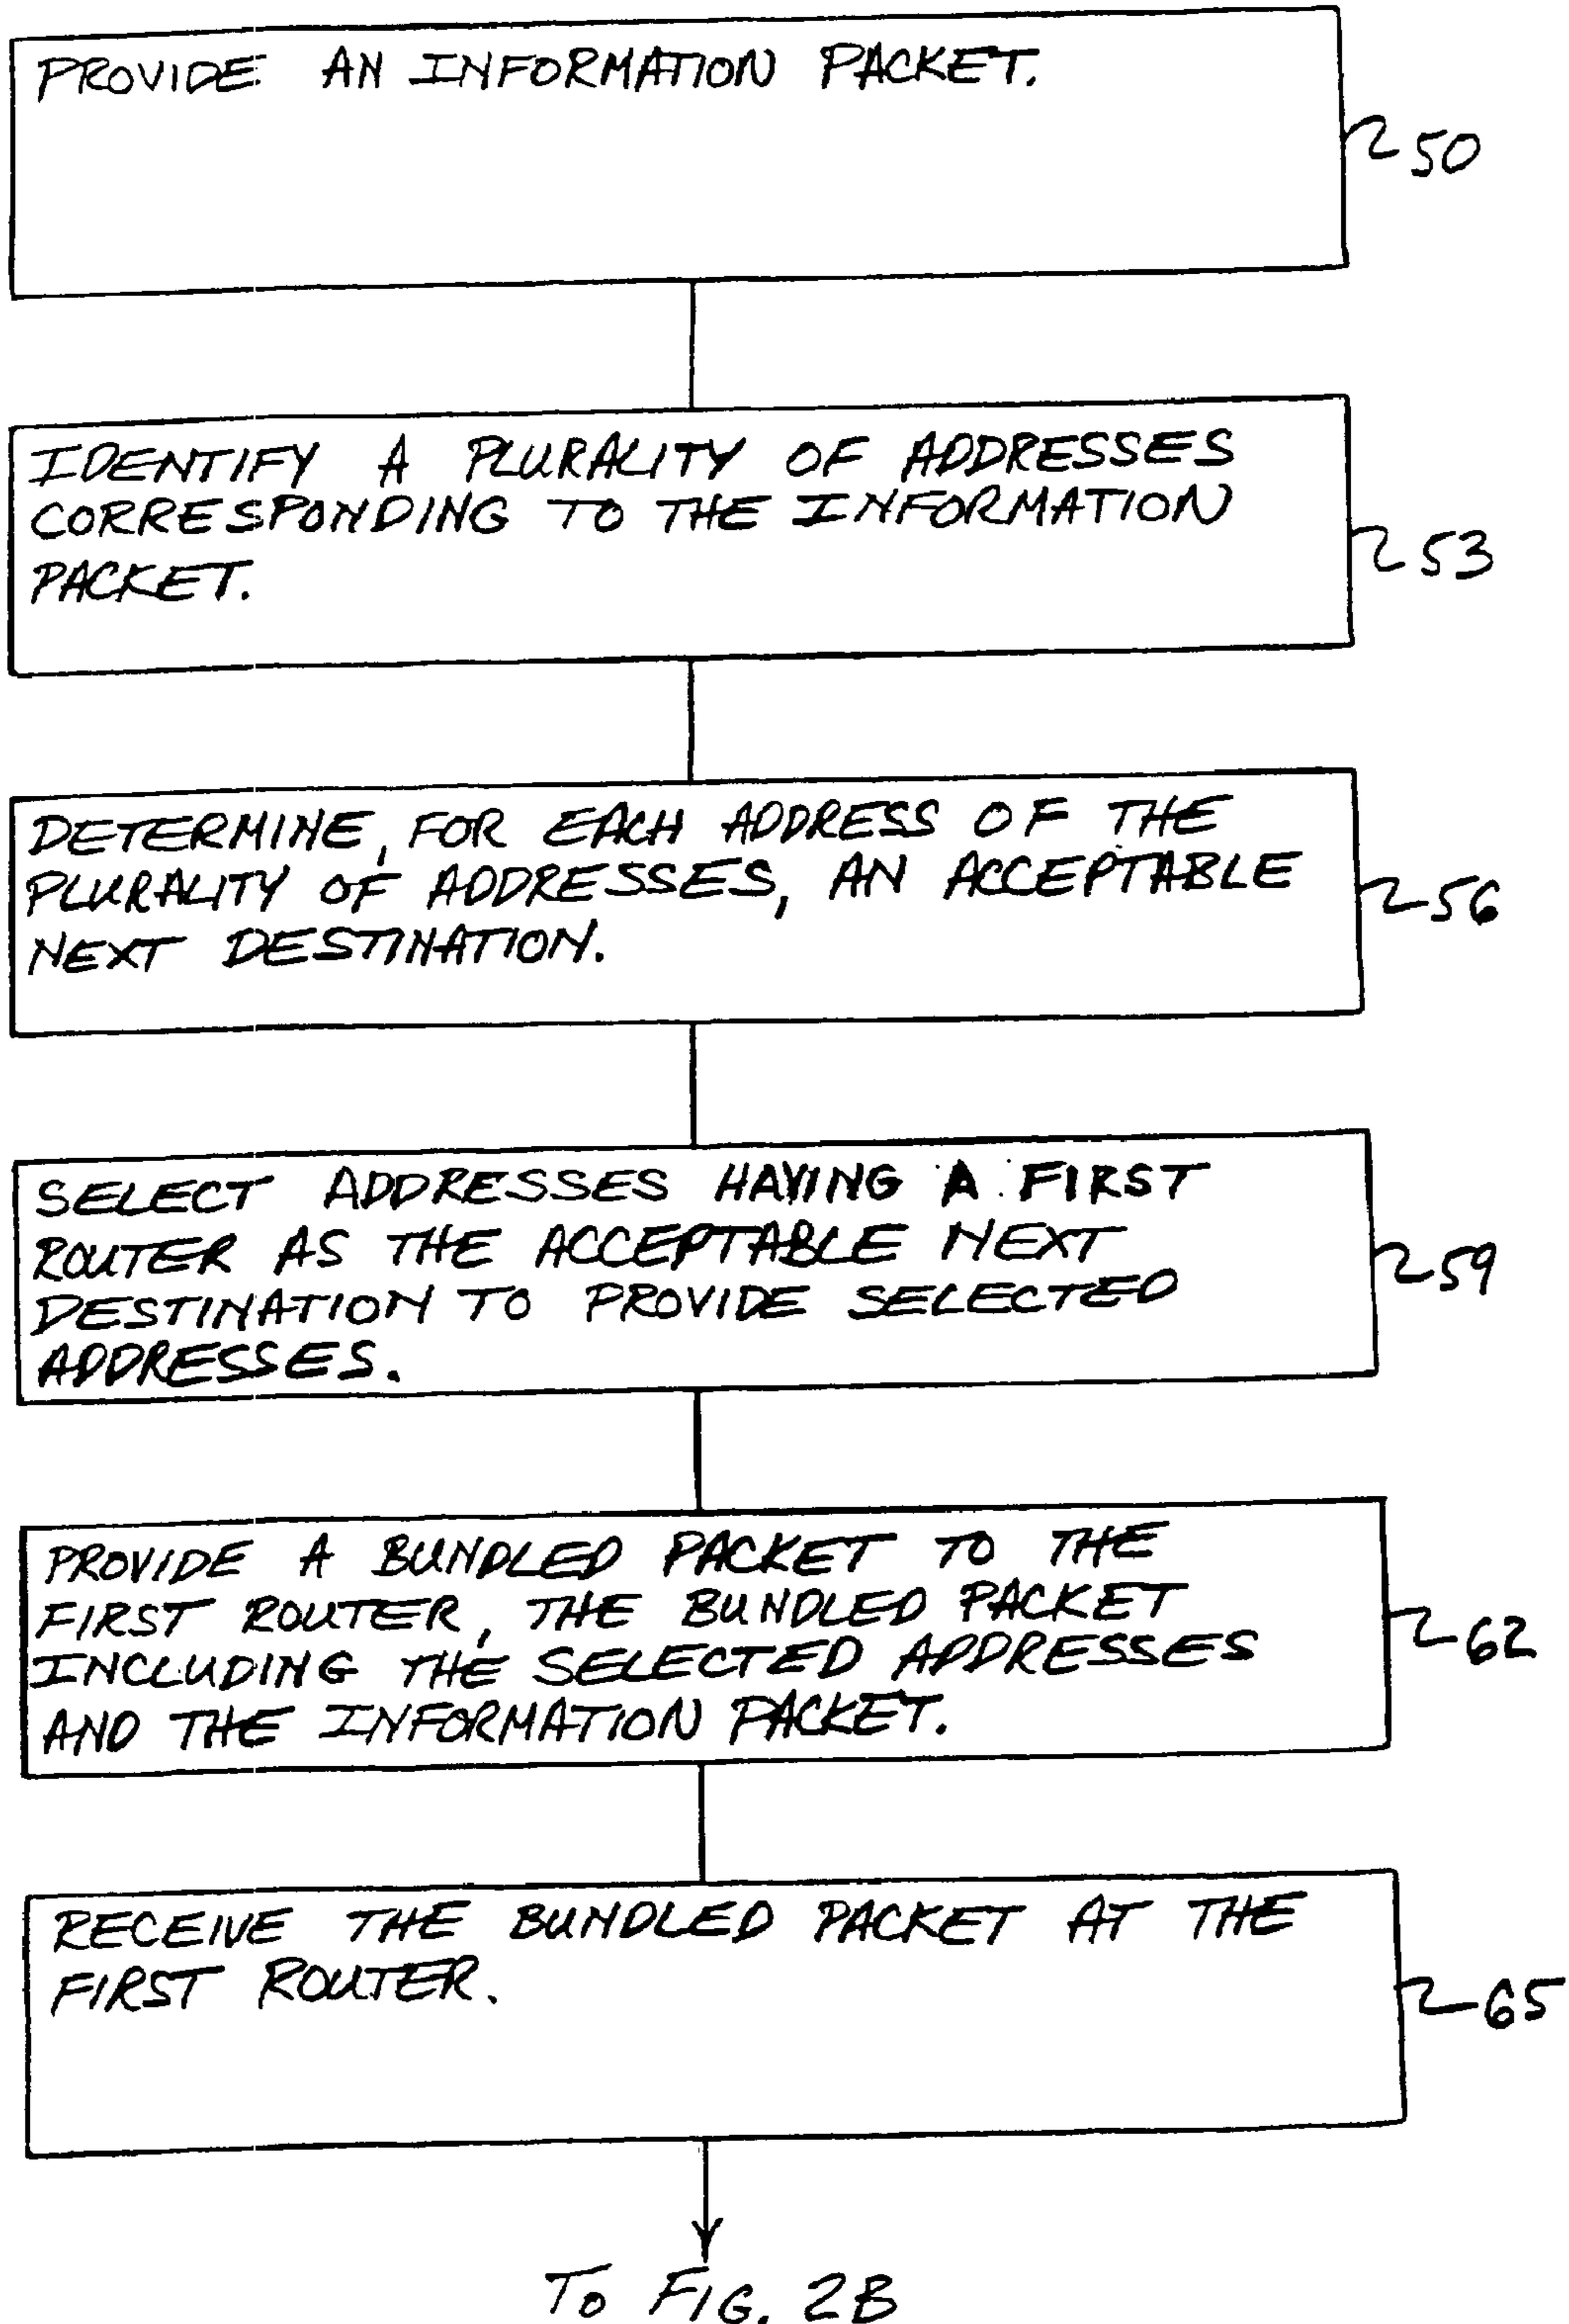 PROVIDE AN INFORMATION PACKET.
50
IDENTIFY A PLURALITY OF ADDRESSES
CORRESPONDING TO THE INFORMATION
PACKET.
53
DETERMINE, FOR EACH ADDRESS OF THE
PLURALITY OF ADDRESSES, AN ACCEPTABLE
NEXT DESTINATION.
56
SELECT ADDRESSES HAVING A FIRST
ROUTER AS THE ACCEPTABLE NEXT
DESTINATION TO PROVIDE SELECTED
ADDRESSES.
59
PROVIDE A BUNDLED PACKET TO THE
FIRST ROUTER, THE BUNDLED PACKET
INCLUDING THE SELECTED ADDRESSES
AND THE INFORMATION PACKET.
62
RECEIVE THE BUNDLED PACKET AT THE
FIRST ROUTER.
65
TO FIG. 2B